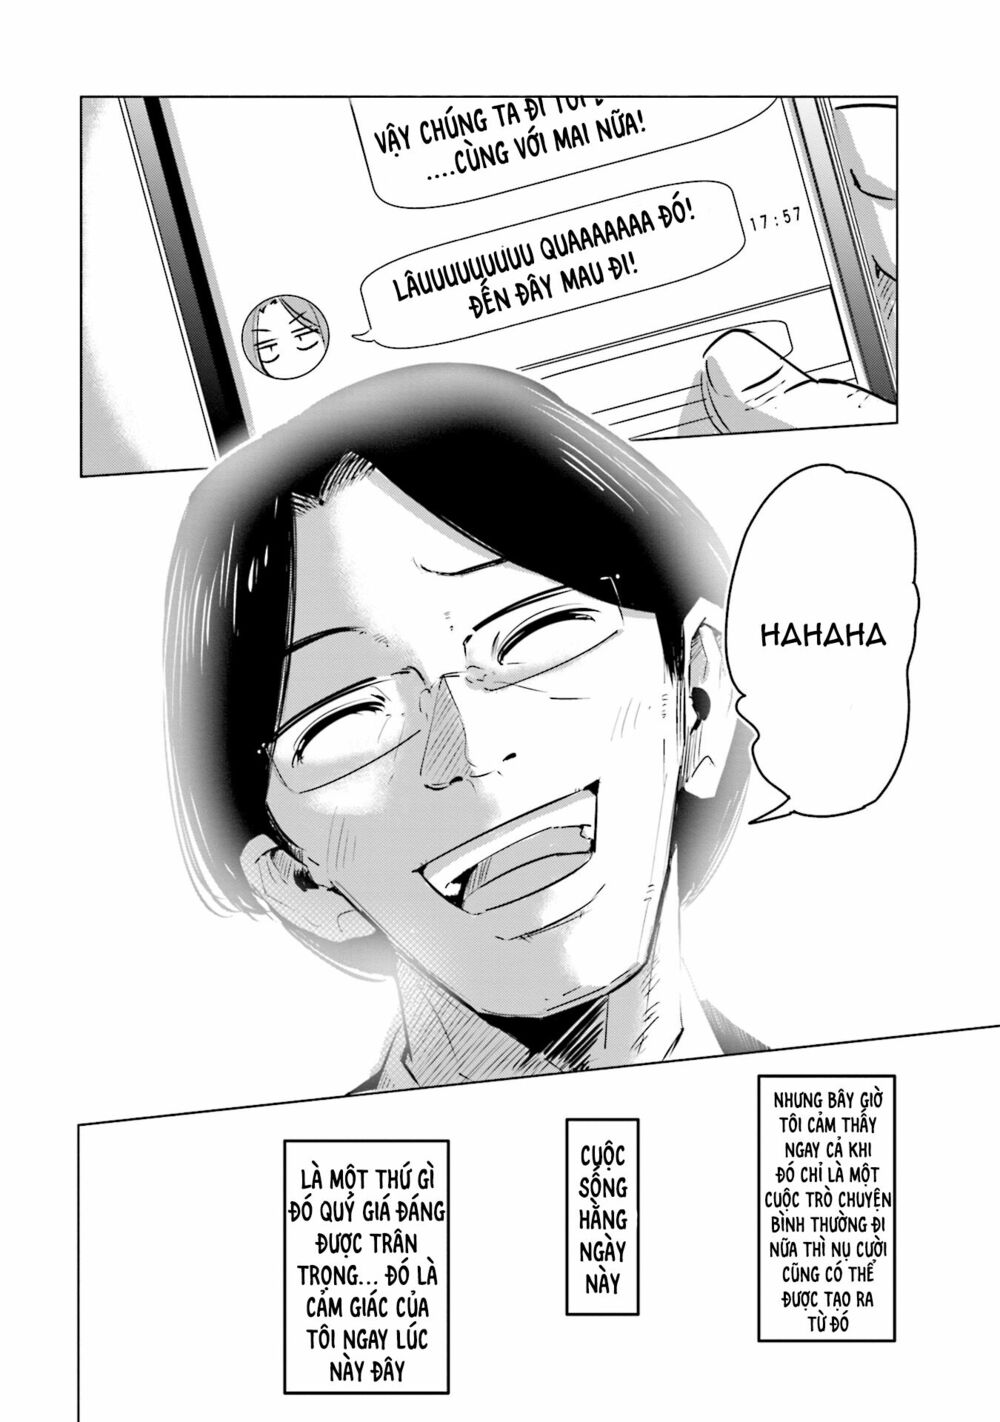 VẬY CHÚNG TA ĐI TỚI
....CÙNG VỚI MAI NỮA!
17:57
LÂUUUUUUUUUU QUAAAAAAA ĐÓ!
ĐẾN ĐÂY MAU ĐI!
HAHAHA
NHƯNG BÂY GIỜ
TÔI CẢM THẤY
NGAY CẢ KHI
ĐÓ CHỈ LÀ MỘT
CUỘC TRÒ CHUYỆN
BÌNH THƯỜNG ĐI
NỮA THÌ NỤ CƯỜI
CŨNG CÓ THỂ
ĐƯỢC TẠO RA
TỪ ĐÓ
CUỘC
SỐNG
HẰNG
NGÀY
NÀY
LÀ MỘT THỨ GÌ
ĐÓ QUÝ GIÁ ĐÁNG
ĐƯỢC TRÂN
TRỌNG... ĐÓ LÀ
CẢM GIÁC CỦA
TÔI NGAY LÚC
NÀY ĐÂY